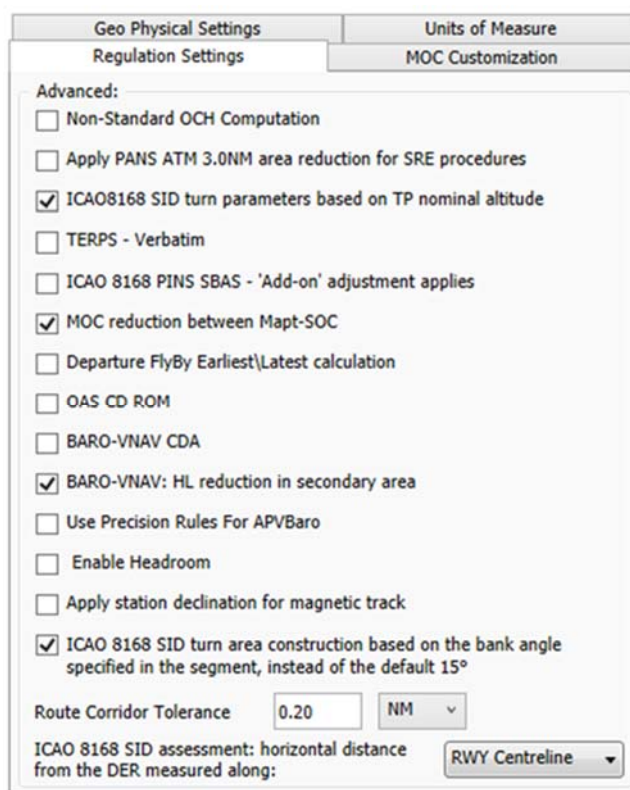 Geo Physical Settings
Units of Measure
Regulation Settings
MOC Customization
Advanced:
Non-Standard OCH Computation
Apply PANS ATM 3.0NM area reduction for SRE procedures
ICAO8168 SID turn parameters based on TP nominal altitude
TERPS - Verbatim
ICAO 8168 PINS SBAS - 'Add-on' adjustment applies
MOC reduction between Mapt-SOC
Departure FlyBy Earliest\Latest calculation
OAS CD ROM
BARO-VNAV CDA
BARO-VNAV: HL reduction in secondary area
Use Precision Rules For APVBaro
Enable Headroom
Apply station declination for magnetic track
ICAO 8168 SID turn area construction based on the bank angle
specified in the segment, instead of the default 15°
Route Corridor Tolerance 0.20 NM
ICAO 8168 SID assessment: horizontal distance
from the DER measured along: RWY Centreline